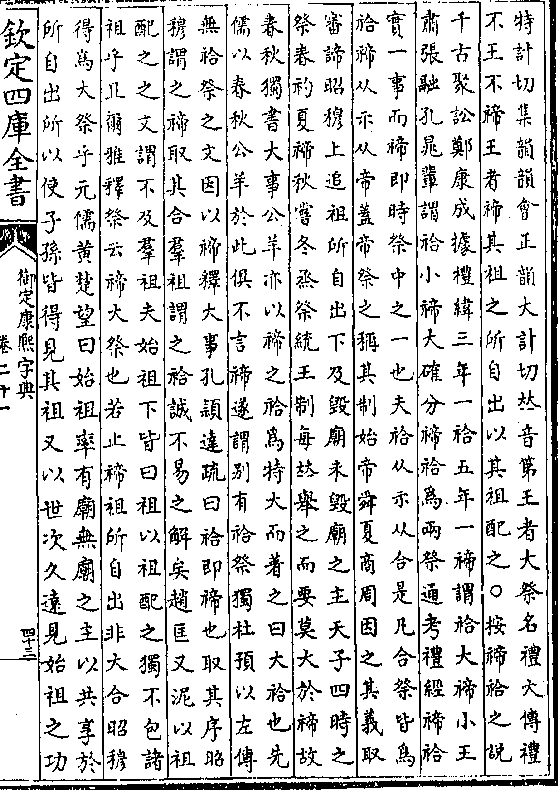 特計切集韻韻會正韻大計切𠀤音第王者大祭名禮大傳禮
不王不禘王者禘其祖之所自出以其祖配之○按禘祫之說
千古聚訟鄭康成據禮緯三年一祫五年一禘謂祫大禘小王
肅張融孔晁輩謂祫小禘大確分禘祫爲兩祭通考禮經禘祫
實一事而禘即時祭中之一也夫祫从示从合是凡合祭皆爲
祫禘从示从帝蓋帝祭之稱其制始帝舜夏商周因之其義取
審諦昭穆上追祖所自出下及毀廟未毀廟之主天子四時之
祭春礿夏禘秋嘗冬烝祭統王制每𠀤舉之而要莫大於禘故
春秋獨書大事公羊亦以禘之祫爲特大而著之曰大祫也先
儒以春秋公羊於此俱不言禘遂謂別有祫祭獨杜預以左傳
無祫祭之文因以禘釋大事孔頴達疏曰祫即禘也取其序昭
穆謂之禘取其合羣祖謂之祫誠不易之解矣趙匡又泥以祖
配之之文謂不及羣祖夫始祖下皆曰祖以祖配之獨不包諸
祖乎且爾雅釋祭云禘大祭也若止禘祖所自出非大合昭穆
得爲大祭乎元儒黄楚望曰始祖率有廟無廟之主以共享於
所自出所以使子孫皆得見其祖又以世次久遠見始祖之功
欽定四庫全書
御定康熙字典
卷二十一
四十三